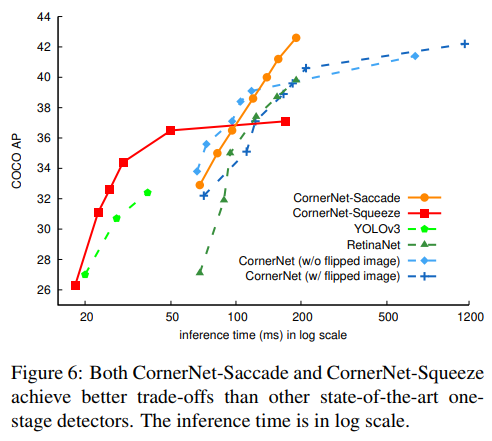 44
42
40
38
36
34
32
30
28
26
COCO AP
CornerNet-Saccade
CornerNet-Squeeze
YOLOv3
RetinaNet
CornerNet (w/o flipped image)
CornerNet (w/ flipped image)
20 50 100 200 500 1200
inference time (ms) in log scale
Figure 6: Both CornerNet-Saccade and CornerNet-Squeeze
achieve better trade-offs than other state-of-the-art one-
stage detectors. The inference time is in log scale.